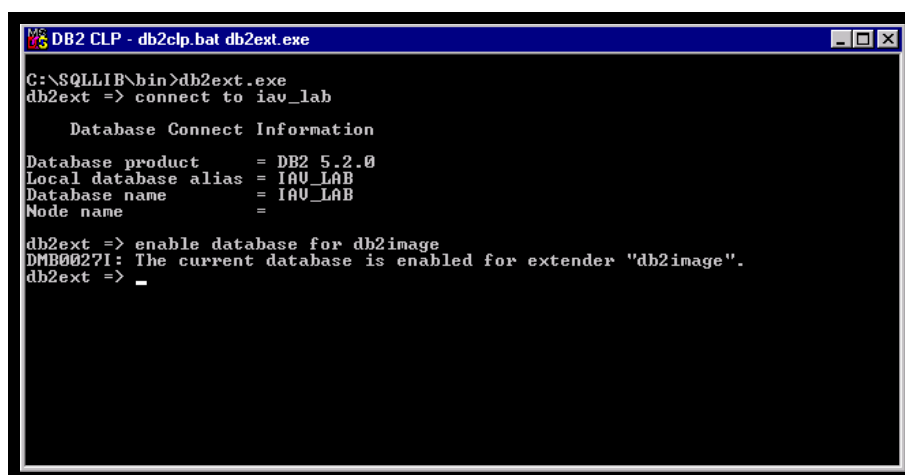 DB2 CLP - db2clp.bat db2ext.exe
C:\SQLLIB\bin>db2ext.exe
db2ext => connect to iav_lab
Database Connect Information
Database product = DB2 5.2.0
Local database alias = IAV_LAB
Database name = IAV_LAB
Node name =
db2ext => enable database for db2image
DMB0027I: The current database is enabled for extender "db2image".
db2ext => _